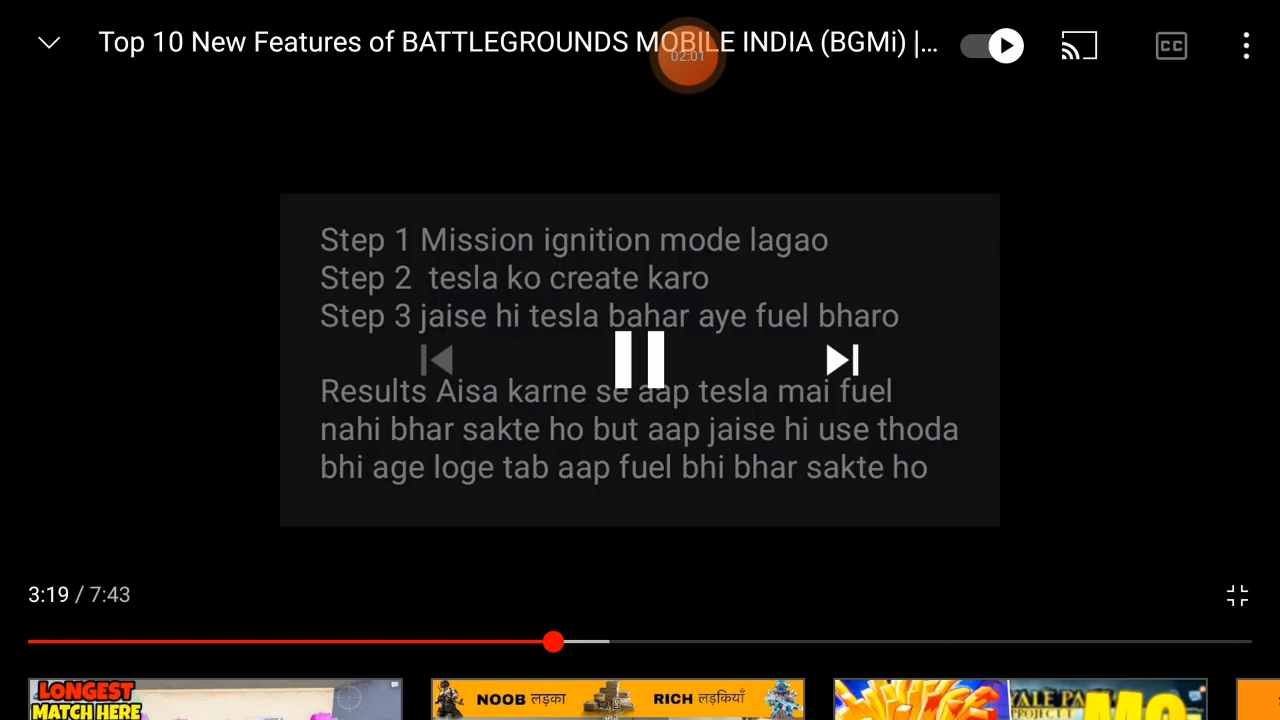 Top 10 New Features of BATTLEGROUNDS MOBILE INDIA (BGMi) |...
02:01
CC
Step 1 Mission ignition mode lagao
Step 2 tesla ko create karo
Step 3 jaise hi tesla bahar aye fuel bharo
Results Aisa karne se aap tesla mai fuel
nahi bhar sakte ho but aap jaise hi use thoda
bhi age loge tab aap fuel bhi bhar sakte ho
3:19 / 7:43
LONGEST
MATCH HERE
NOOB लड़का
RICH लड़कियाँ